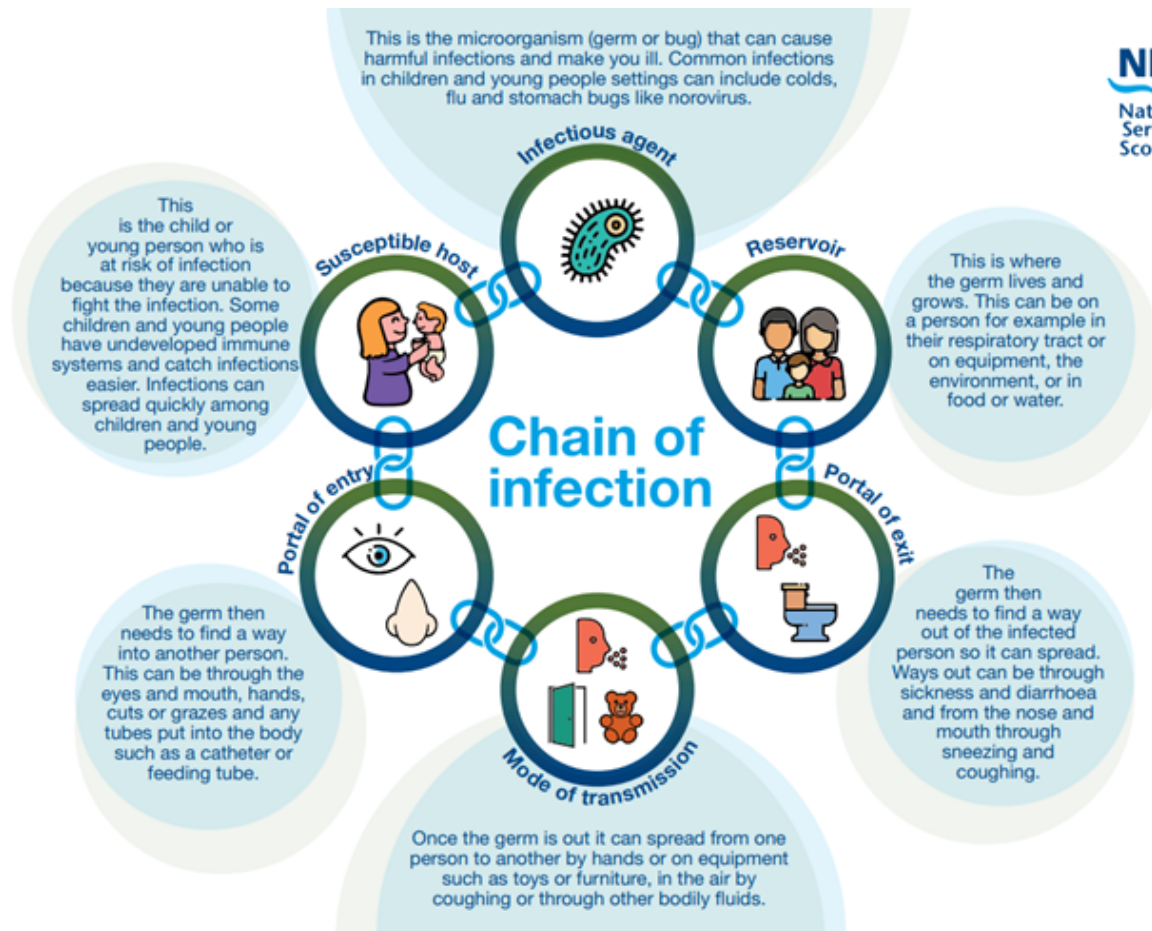 This is the microorganism (germ or bug) that can cause
harmful infections and make you ill. Common infections
in children and young people settings can include colds,
flu and stomach bugs like norovirus.
Infectious agent
Reservoir
This is where
the germ lives and
grows. This can be on
a person for example in
their respiratory tract or
on equipment, the
environment, or in
food or water.
Portal of exit
The
germ then
needs to find a way
out of the infected
person so it can spread.
Ways out can be through
sickness and diarrhoea
and from the nose and
mouth through
sneezing and
coughing.
Mode of transmission
Once the germ is out it can spread from one
person to another by hands or on equipment
such as toys or furniture, in the air by
coughing or through other bodily fluids.
Portal of entry
The germ then
needs to find a way
into another person.
This can be through the
eyes and mouth, hands,
cuts or grazes and any
tubes put into the body
such as a catheter or
feeding tube.
Susceptible host
This
is the child or
young person who is
at risk of infection
because they are unable to
fight the infection. Some
children and young people
have undeveloped immune
systems and catch infections
easier. Infections can
spread quickly among
children and young
people.
Chain of
infection